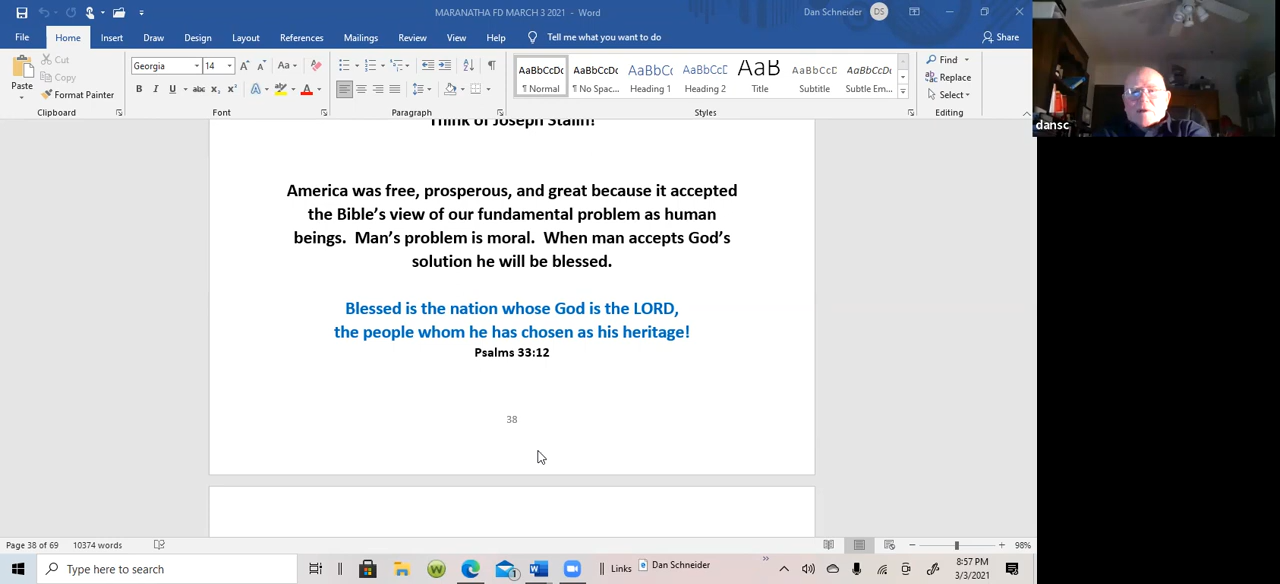 MARANATHA FD MARCH 3 2021 - Word
Dan Schneider
DS
File
Home
Insert
Draw
Design
Layout
References
Mailings
Review
View
Help
Tell me what you want to do
Share
Paste
Cut
Copy
Format Painter
Clipboard
Georgia
14
Font
Paragraph
AaBbCcDc
¶ Normal
AaBbCcDc
¶ No Spac...
AaBbCc
Heading 1
AaBbCcD
Heading 2
AaB
Title
AaBbCcD
Subtitle
AaBbCcDc
Subtle Em...
Styles
Find
Replace
Select
Editing
dansc
Think of Joseph Stalin!
America was free, prosperous, and great because it accepted
the Bible's view of our fundamental problem as human
beings. Man's problem is moral. When man accepts God's
solution he will be blessed.
Blessed is the nation whose God is the LORD,
the people whom he has chosen as his heritage!
Psalms 33:12
38
Page 38 of 69
10374 words
98%
Type here to search
Links
Dan Schneider
8:57 PM
3/3/2021